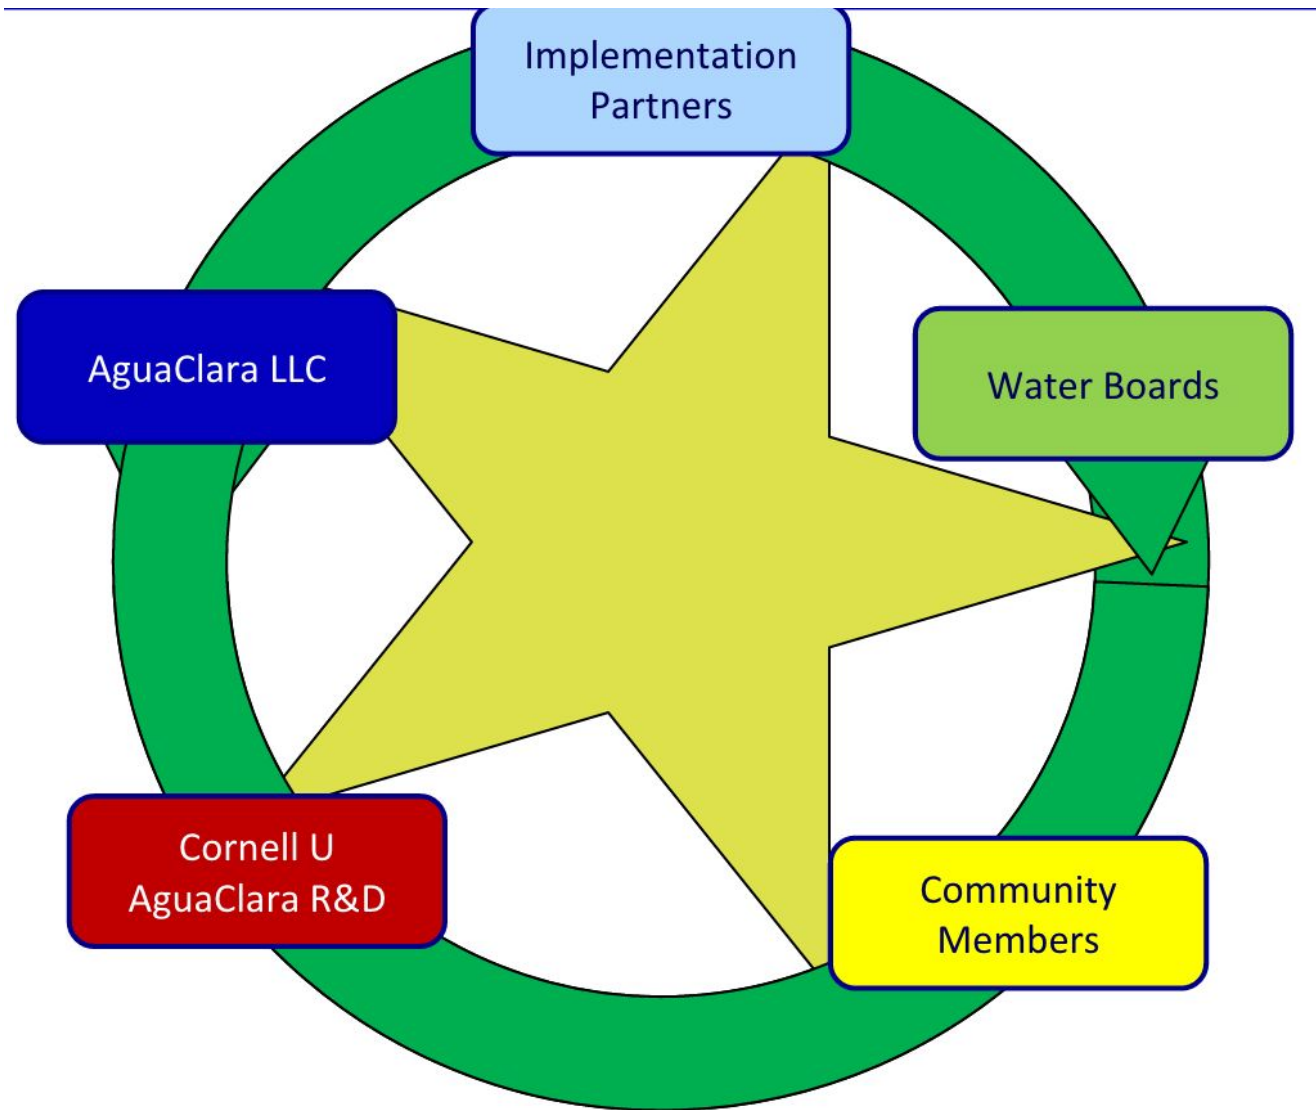 Implementation
Partners
AguaClara LLC
Water Boards
Cornell U
AguaClara R&D
Community
Members